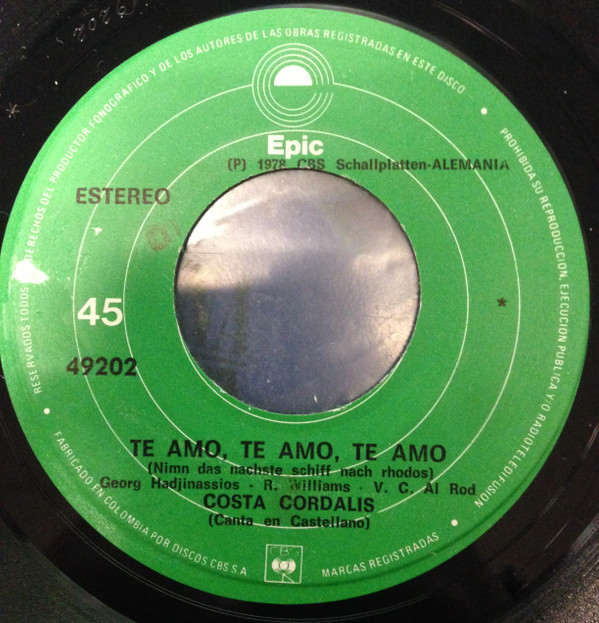 RESERVADOS TODOS LOS DERECHOS DEL PRODUCTOR FONOGRAFICO Y DE LOS AUTORES DE LAS OBRAS REGISTRADAS EN ESTE DISCO
PROHIBIDA SU REPRODUCCION, EJECUCION PUBLICA Y/O RADIOTELEDIFUSION
Epic
(P) 1978 CBS Schallplatten-ALEMANIA
ESTEREO
45
*
49202
TE AMO, TE AMO, TE AMO
(Nimn das nachste schiff nach rhodos)
Georg Hadjinassios - R. Williams - V. C. Al Rod
COSTA CORDALIS
(Canta en Castellano)
FABRICADO EN COLOMBIA POR DISCOS CBS S A
CBS
MARCAS REGISTRADAS